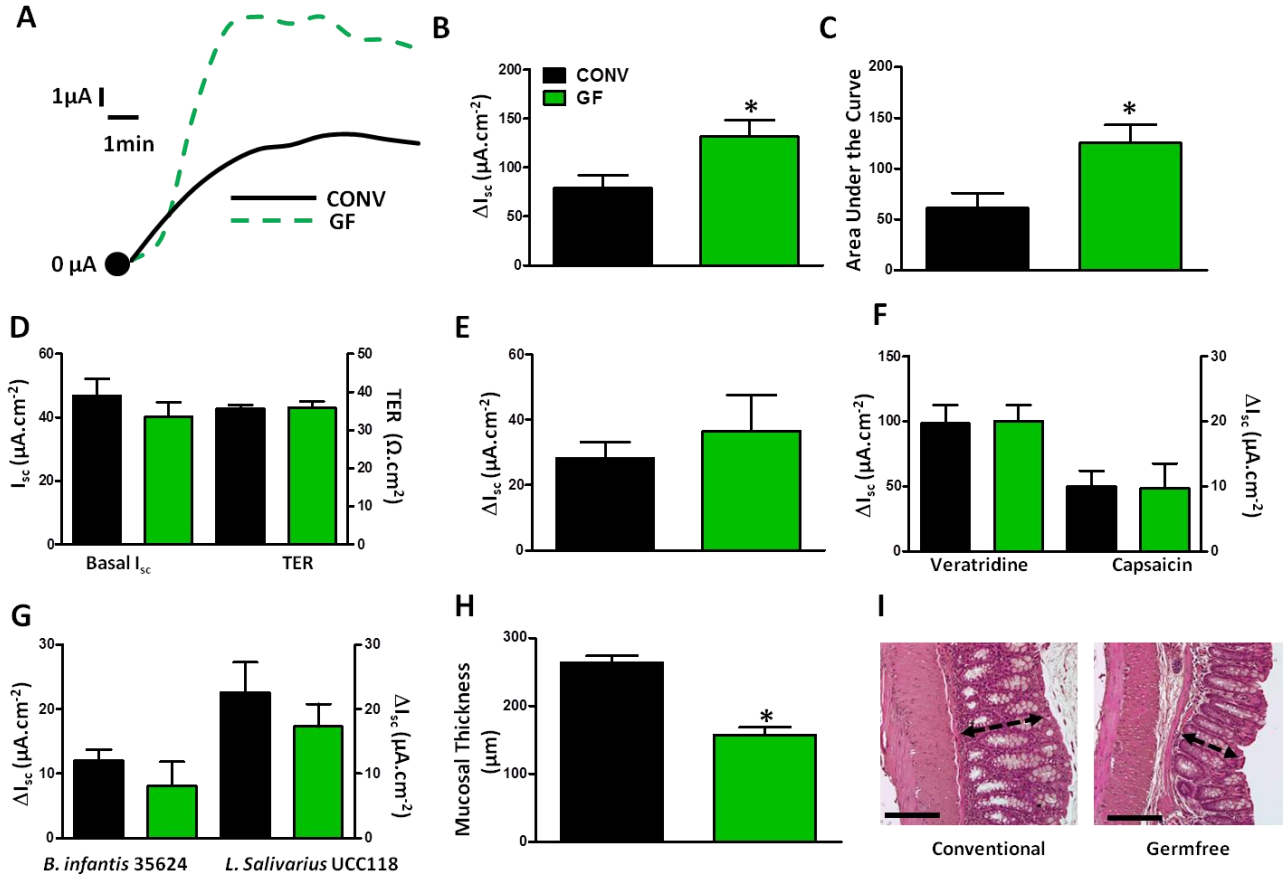 A
1µA
1min
CONV
GF
0 µA
B
200
150
100
50
0
ΔIsc (µA.cm-2)
CONV
GF
*
C
200
150
100
50
0
Area Under the Curve
*
D
60
40
20
0
Isc (µA.cm-2)
50
40
30
20
10
0
TER (Ω.cm2)
Basal Isc
TER
E
60
40
20
0
ΔIsc (µA.cm-2)
F
150
100
50
0
ΔIsc (µA.cm-2)
30
20
10
0
ΔIsc
(µA.cm-2)
Veratridine
Capsaicin
G
30
20
10
0
ΔIsc (µA.cm-2)
30
20
10
0
ΔIsc
(µA.cm-2)
B. infantis 35624
L. Salivarius UCC118
H
300
200
100
0
Mucosal Thickness
(µm)
*
I
Conventional
Germfree